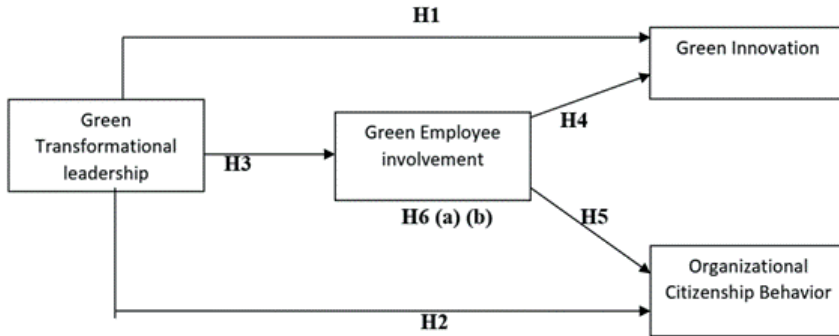 H1
Green Innovation
Green
Transformational
leadership
H3
Green Employee
involvement
H4
H6 (a) (b)
H5
Organizational
Citizenship Behavior
H2